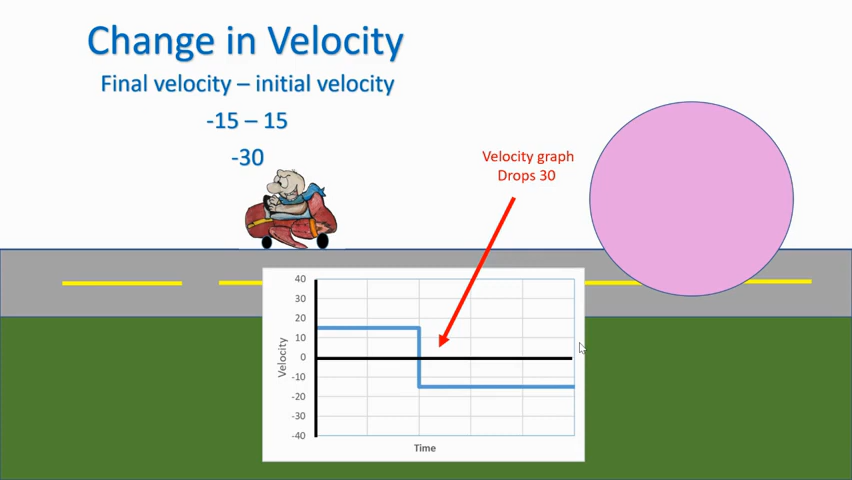 Change in Velocity
Final velocity – initial velocity
-15 – 15
-30
Velocity graph
Drops 30
40
30
20
10
0
-10
-20
-30
-40
Velocity
Time